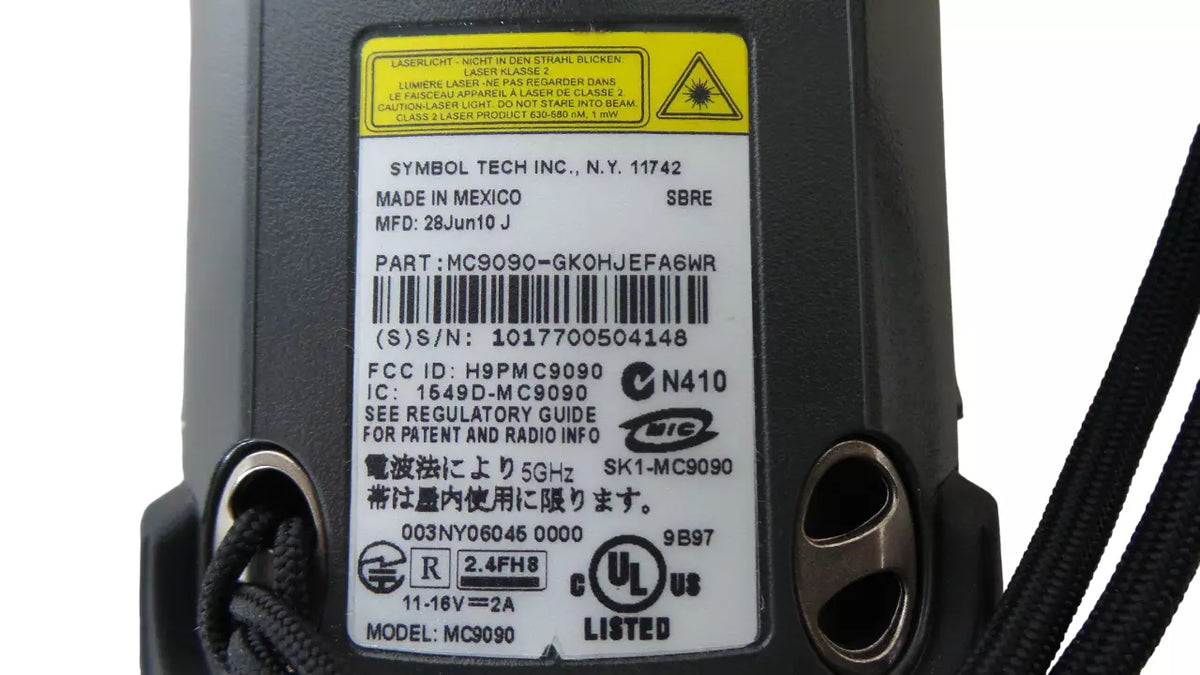 LASERLICHT - NICHT IN DEN STRAHL BLICKEN.
LASER KLASSE 2
LUMIERE LASER -NE PAS REGARDER DANS
LE FAISCEAU APPAREIL À LASER DE CLASSE 2.
CAUTION-LASER LIGHT. DO NOT STARE INTO BEAM.
CLASS 2 LASER PRODUCT 630-680 nM, 1 mW
SYMBOL TECH INC., N.Y. 11742
MADE IN MEXICO SBRE
MFD: 28Jun10 J
PART:MC9090-GK0HJEFA6WR
(S)S/N: 1017700504148
FCC ID: H9PMC9090
IC: 1549D-MC9090
N410
SEE REGULATORY GUIDE
FOR PATENT AND RADIO INFO
MIC
SK1-MC9090
電波法により5GHz
帯は屋内使用に限ります。
003NY06045 0000
9B97
R 2.4FH8
C UL US
LISTED
11-16V⎓2A
MODEL: MC9090